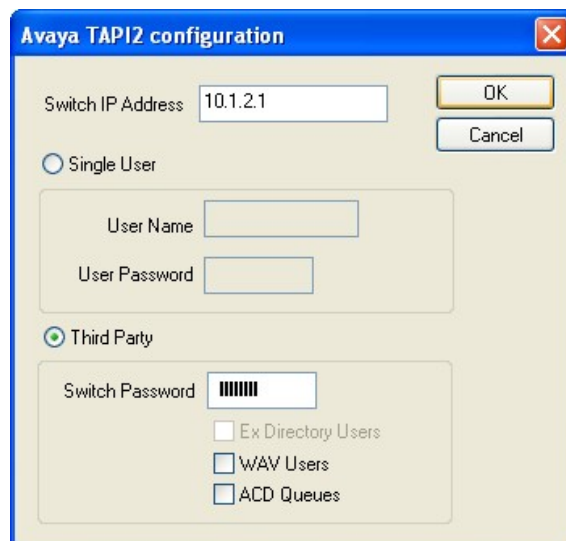 Avaya TAPI2 configuration
Switch IP Address 10.1.2.1
OK
Cancel
Single User
User Name
User Password
Third Party
Switch Password
Ex Directory Users
WAV Users
ACD Queues